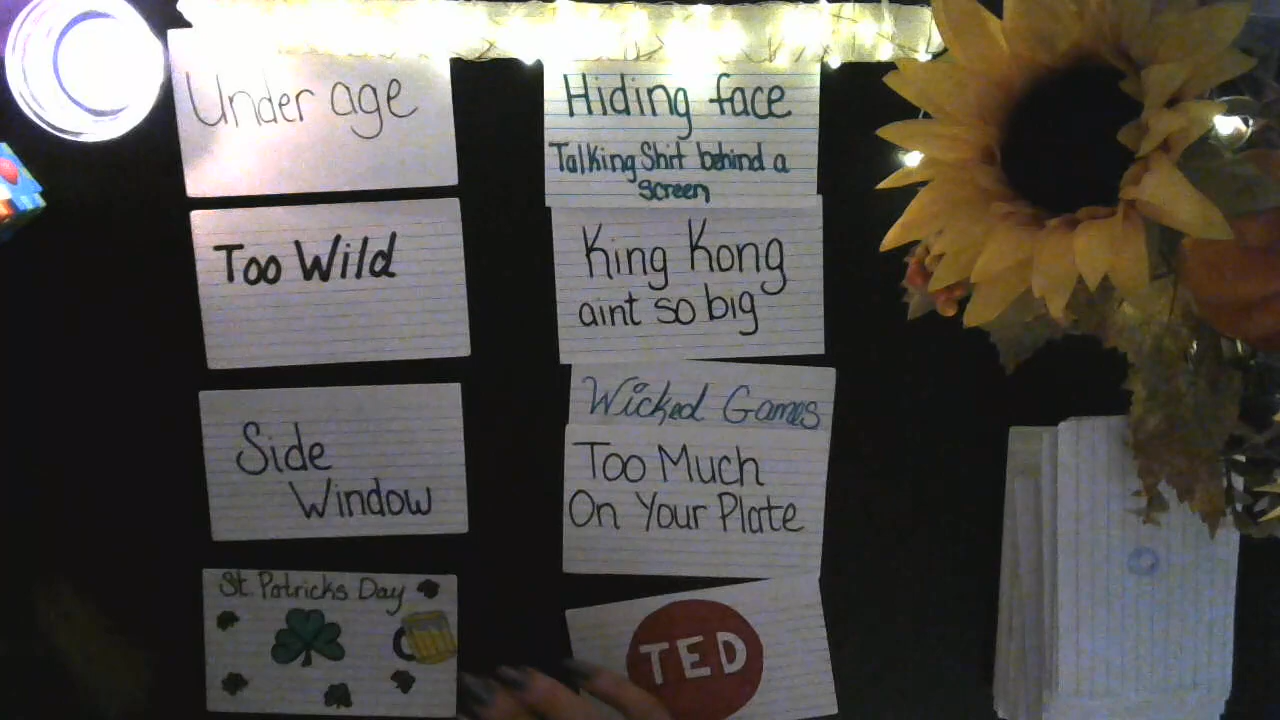 Under age
Too Wild
Side
Window
St. Patricks Day
Hiding face
Talking Shit behind a
screen
King Kong
aint so big
Wicked Games
Too Much
On Your Plate
TED